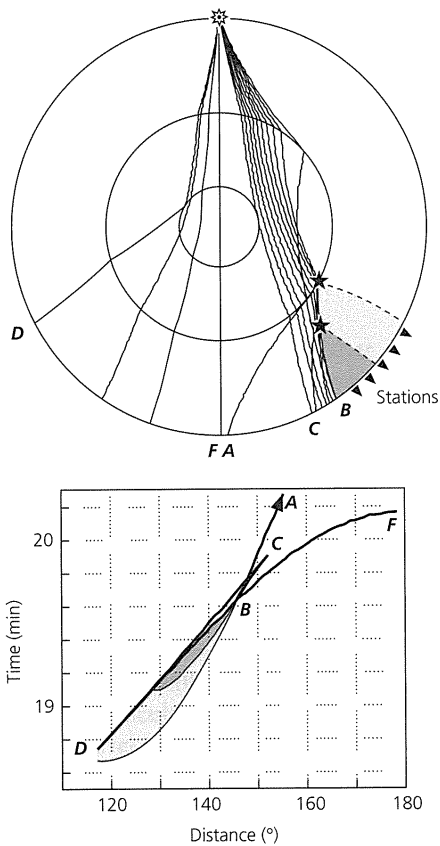 D
Stations
B
C
F A
A
20
C
F
B
Time (min)
19
D
120 140 160 180
Distance (°)